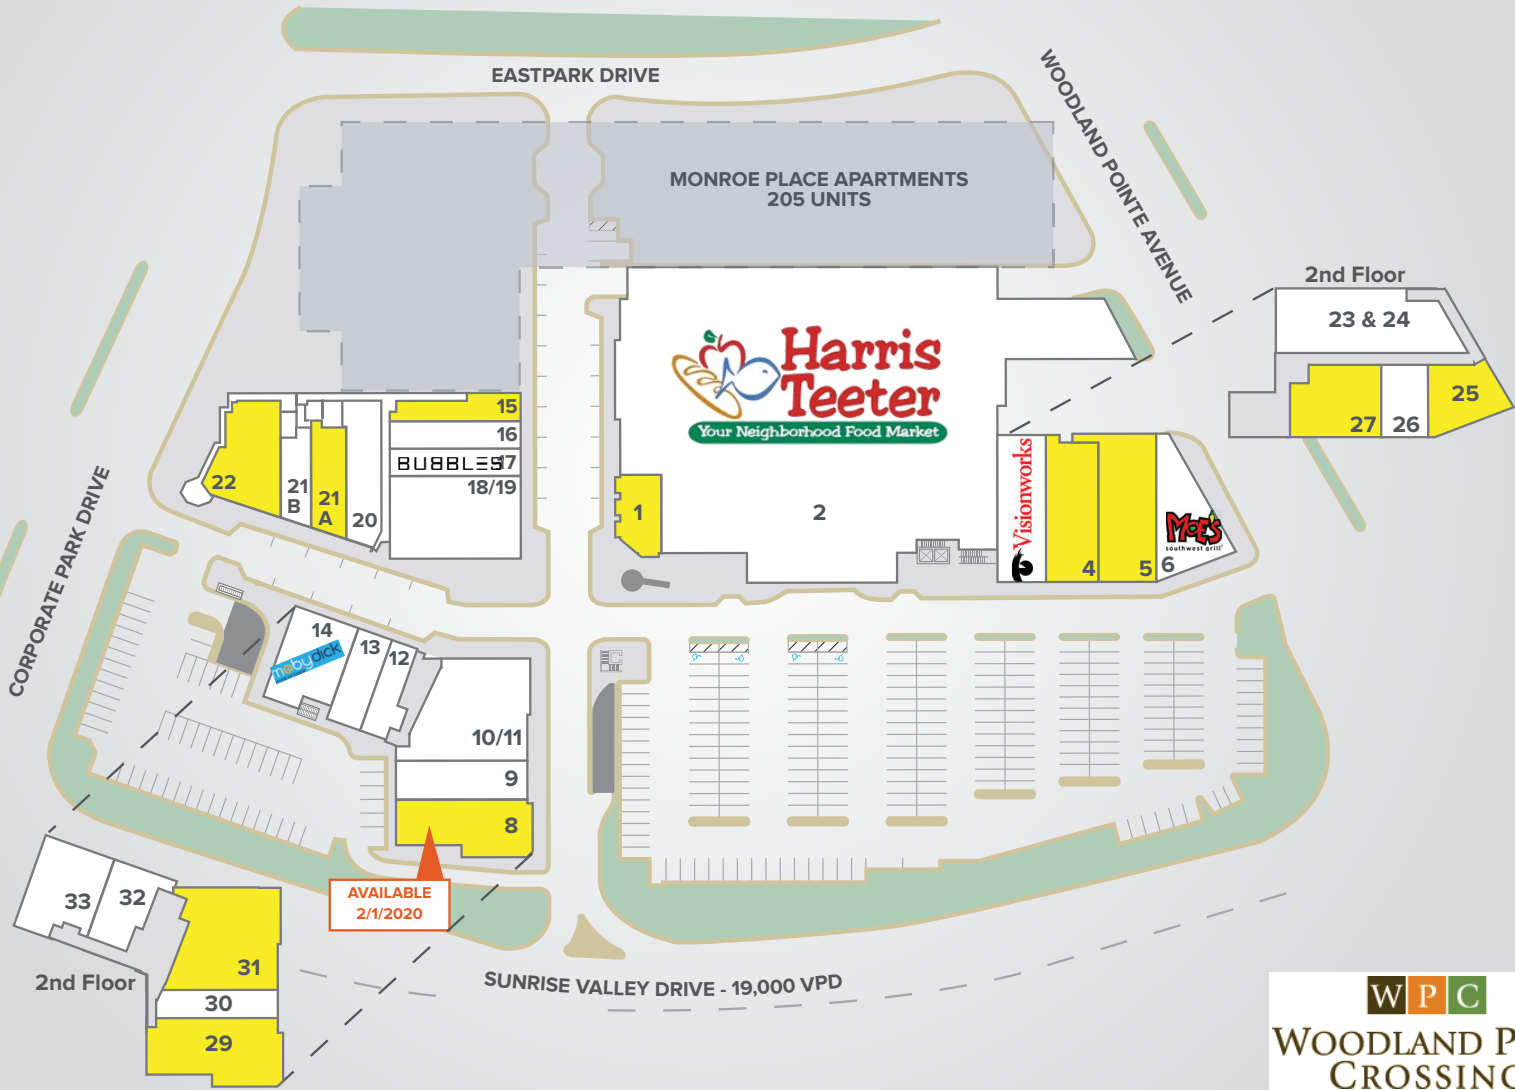 EASTPARK DRIVE
WOODLAND POINTE AVENUE
MONROE PLACE APARTMENTS
205 UNITS
2nd Floor
23 & 24
25
26
27
Harris
Teeter
Your Neighborhood Food Market
15
16
BUBBLES 17
18/19
22
21
B
21
A
20
1
2
Visionworks
4
5
MOE'S
southwest grill
6
CORPORATE PARK DRIVE
14
mobydick
13
12
10/11
9
8
AVAILABLE
2/1/2020
33
32
31
2nd Floor
30
29
SUNRISE VALLEY DRIVE - 19,000 VPD
WPC
WOODLAND P
CROSSING